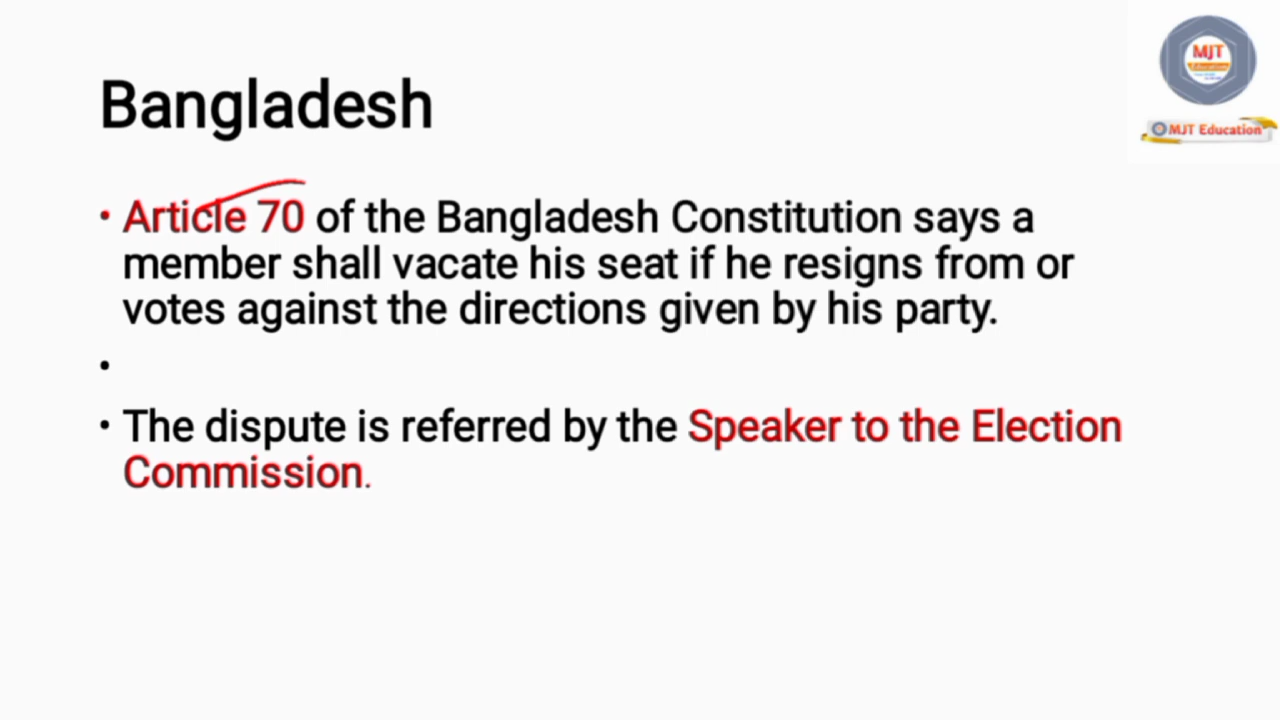 MJT
Education
MJT Education
Bangladesh
• Article 70 of the Bangladesh Constitution says a
member shall vacate his seat if he resigns from or
votes against the directions given by his party.
•
• The dispute is referred by the Speaker to the Election
Commission.